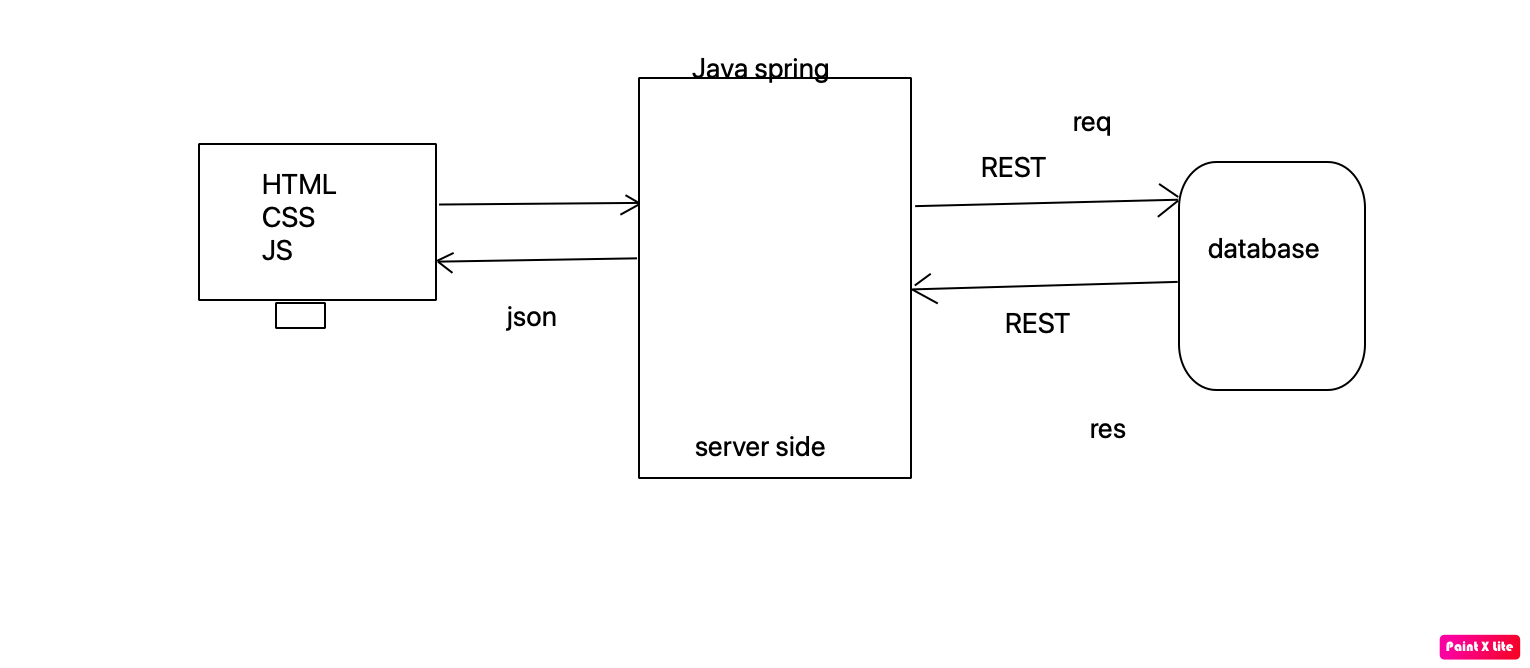 Java spring
HTML
CSS
JS
json
server side
req
REST
REST
res
database
Paint X Lite